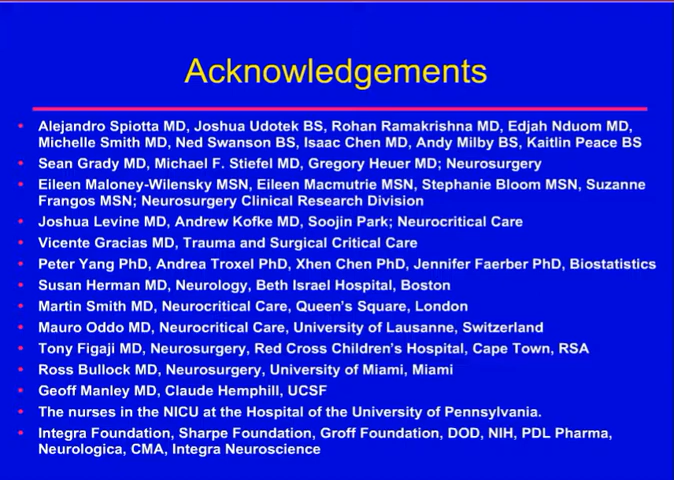 Acknowledgements
• Alejandro Spiotta MD, Joshua Udotek BS, Rohan Ramakrishna MD, Edjah Nduom MD,
Michelle Smith MD, Ned Swanson BS, Isaac Chen MD, Andy Milby BS, Kaitlin Peace BS
• Sean Grady MD, Michael F. Stiefel MD, Gregory Heuer MD; Neurosurgery
• Eileen Maloney-Wilensky MSN, Eileen Macmutrie MSN, Stephanie Bloom MSN, Suzanne
Frangos MSN; Neurosurgery Clinical Research Division
• Joshua Levine MD, Andrew Kofke MD, Soojin Park; Neurocritical Care
• Vicente Gracias MD, Trauma and Surgical Critical Care
• Peter Yang PhD, Andrea Troxel PhD, Xhen Chen PhD, Jennifer Faerber PhD, Biostatistics
• Susan Herman MD, Neurology, Beth Israel Hospital, Boston
• Martin Smith MD, Neurocritical Care, Queen's Square, London
• Mauro Oddo MD, Neurocritical Care, University of Lausanne, Switzerland
• Tony Figaji MD, Neurosurgery, Red Cross Children's Hospital, Cape Town, RSA
• Ross Bullock MD, Neurosurgery, University of Miami, Miami
• Geoff Manley MD, Claude Hemphill, UCSF
• The nurses in the NICU at the Hospital of the University of Pennsylvania.
• Integra Foundation, Sharpe Foundation, Groff Foundation, DOD, NIH, PDL Pharma,
Neurologica, CMA, Integra Neuroscience